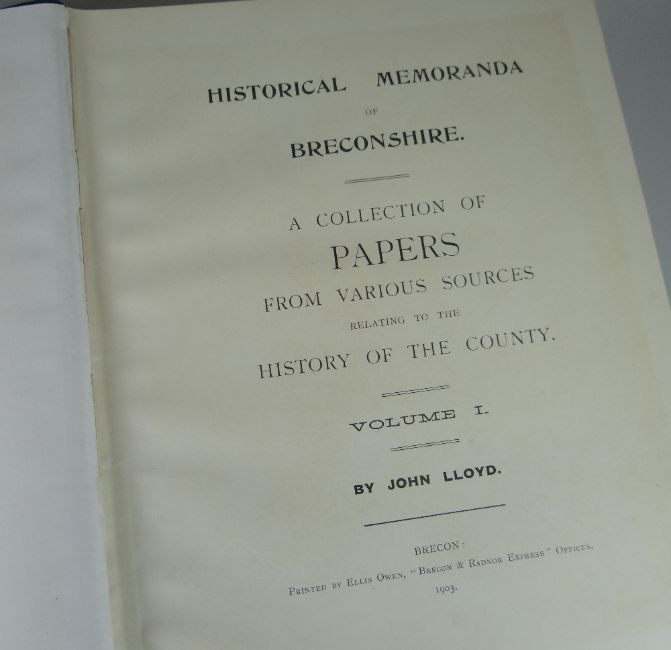 HISTORICAL MEMORANDA
OF
BRECONSHIRE.
A COLLECTION OF
PAPERS
FROM VARIOUS SOURCES
RELATING TO THE
HISTORY OF THE COUNTY.
VOLUME I.
BY JOHN LLOYD.
BRECON:
PRINTED BY ELLIS OWEN, "BRECON & RADNOR EXPRESS" OFFICES.
1903.